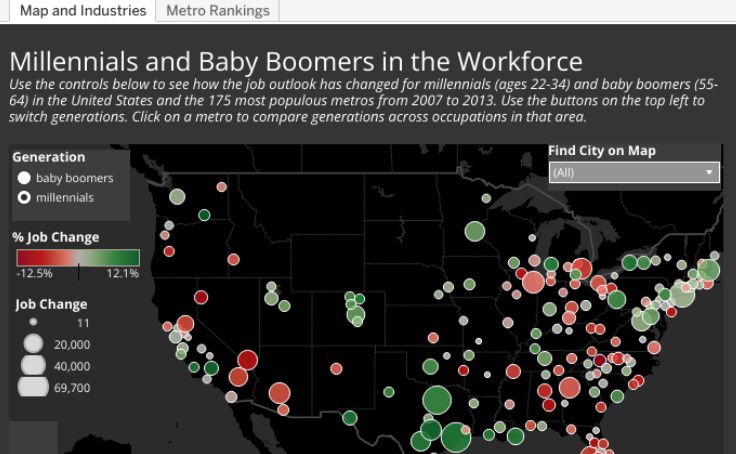 Map and Industries
Metro Rankings
Millennials and Baby Boomers in the Workforce
Use the controls below to see how the job outlook has changed for millennials (ages 22-34) and baby boomers (55-
64) in the United States and the 175 most populous metros from 2007 to 2013. Use the buttons on the top left to
switch generations. Click on a metro to compare generations across occupations in that area.
Generation
baby boomers
millennials
Find City on Map
(All)
% Job Change
-12.5%
12.1%
Job Change
11
20,000
40,000
69,700